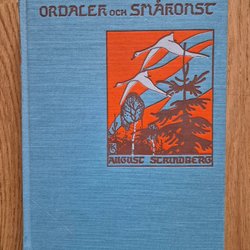 ORDALEK OCH SMÅKONST
AUGUST STRINDBERG